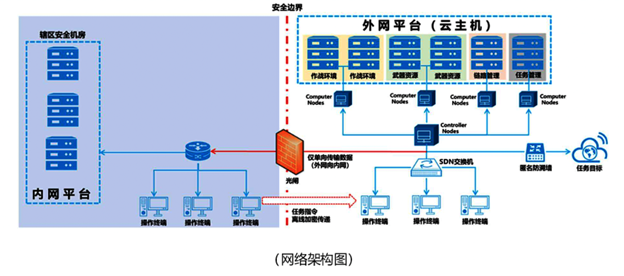 安全边界
外网平台（云主机）
辖区安全机房
作战环境 作战环境 武器资源 武器资源 链路管理 任务管理
Computer
Nodes
Computer
Nodes
Computer
Nodes
Computer
Nodes
Controller
Nodes
仅单向传输数据
（外网向内网）
光闸
SDN交换机
匿名防溯墙
任务目标
内网平台
操作终端 操作终端 操作终端
任务指令
离线加密传递
操作终端 操作终端 操作终端
（网络架构图）